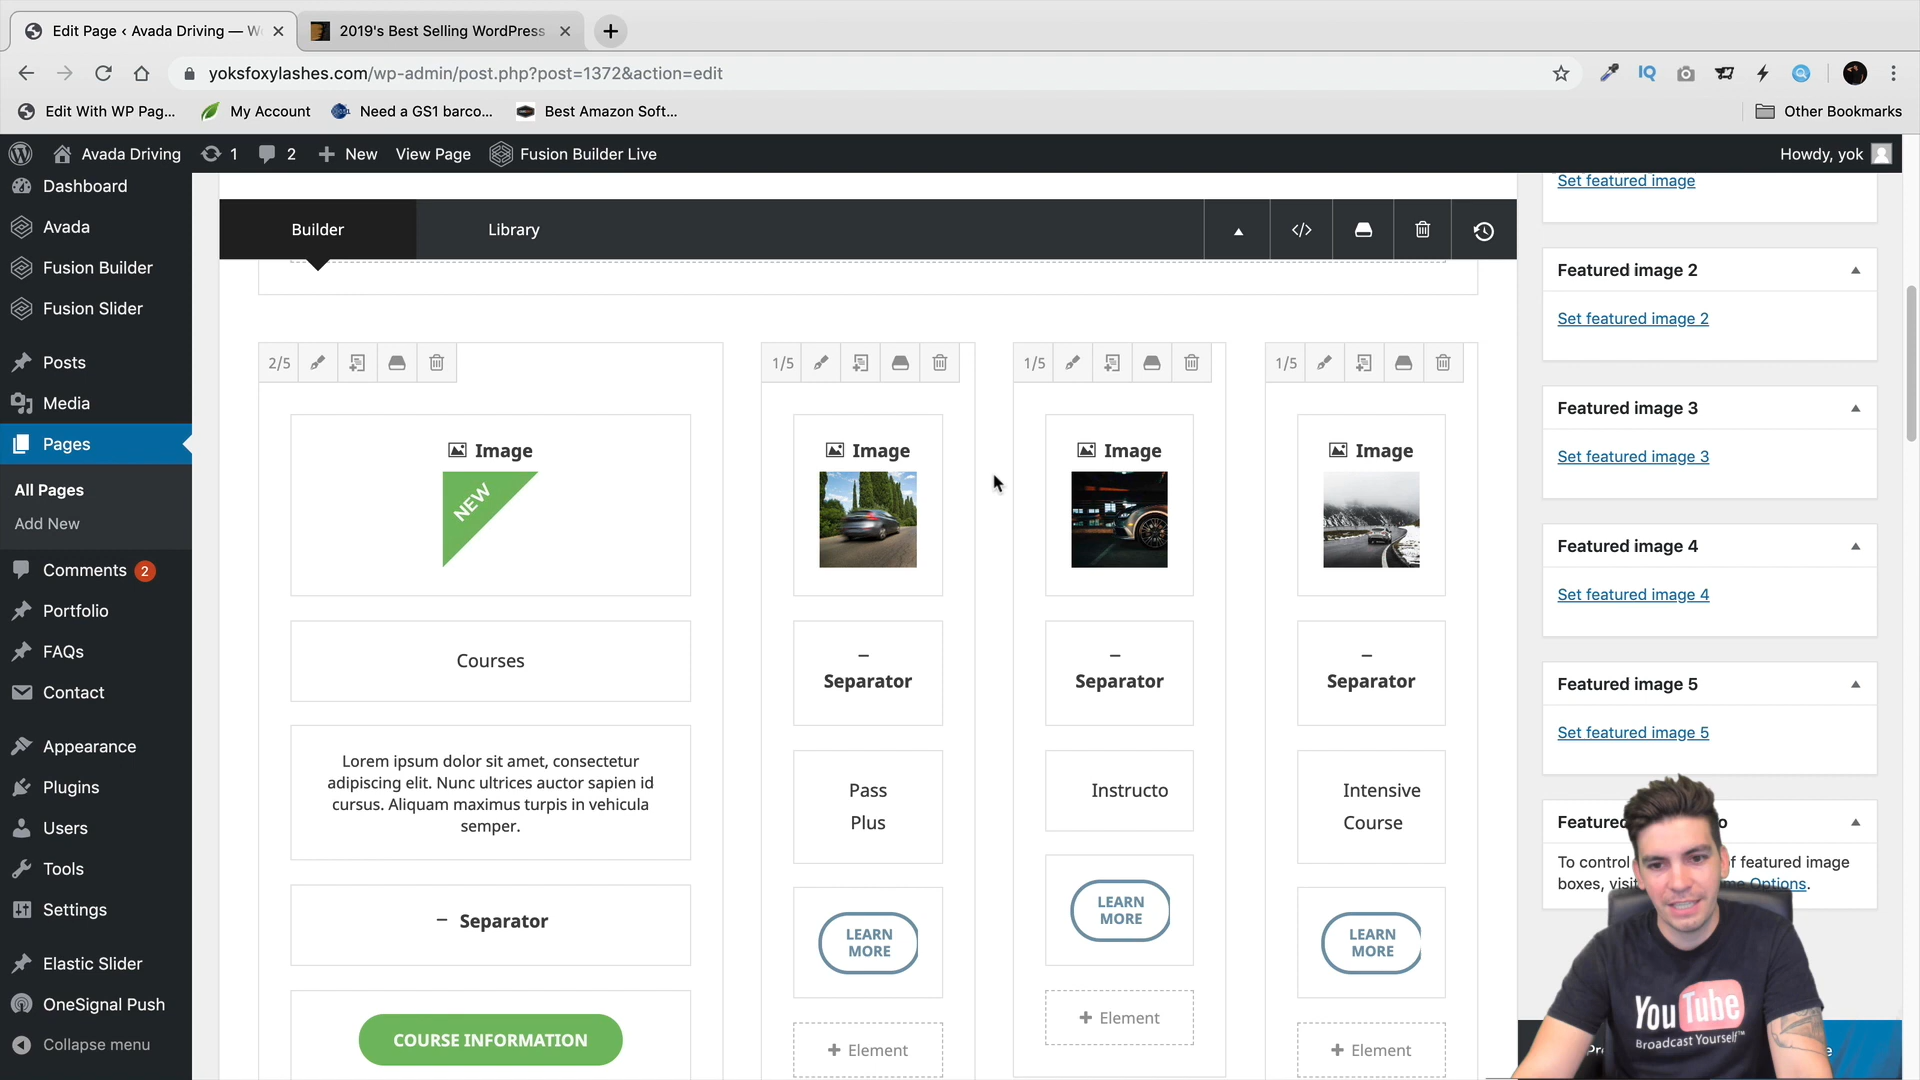 Edit Page ‹ Avada Driving — W
2019's Best Selling WordPress
yoksfoxylashes.com/wp-admin/post.php?post=1372&action=edit
IQ
Edit With WP Pag...
My Account
Need a GS1 barco...
Best Amazon Soft...
Other Bookmarks
Avada Driving
1
2
New
View Page
Fusion Builder Live
Howdy, yok
Dashboard
Avada
Fusion Builder
Fusion Slider
Posts
Media
Pages
All Pages
Add New
Comments 2
Portfolio
FAQs
Contact
Appearance
Plugins
Users
Tools
Settings
Elastic Slider
OneSignal Push
Collapse menu
Builder
Library
</>
2/5
Image
NEW
Courses
Lorem ipsum dolor sit amet, consectetur
adipiscing elit. Nunc ultrices auctor sapien id
cursus. Aliquam maximus turpis in vehicula
semper.
Separator
COURSE INFORMATION
1/5
Image
Separator
Pass
Plus
LEARN
MORE
+ Element
1/5
Image
Separator
Instructo
LEARN
MORE
+ Element
1/5
Image
Separator
Intensive
Course
LEARN
MORE
+ Element
Set featured image
Featured image 2
Set featured image 2
Featured image 3
Set featured image 3
Featured image 4
Set featured image 4
Featured image 5
Set featured image 5
To control of featured image
boxes, Options.
YouTube
Broadcast Yourself™